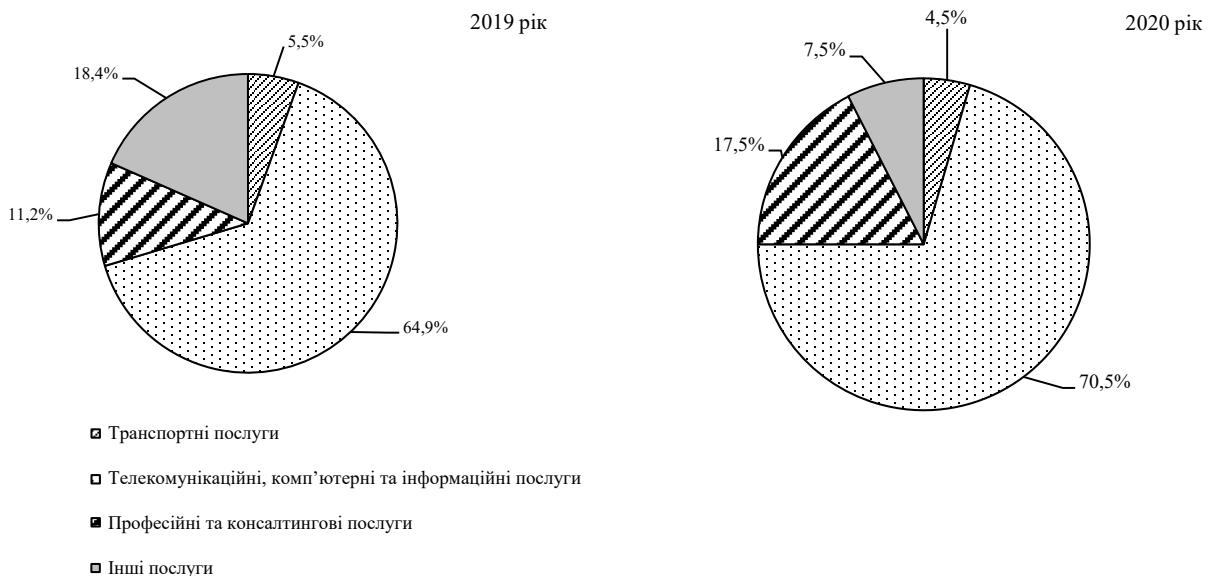 2019 рік
5,5%
18,4%
11,2%
64,9%
2020 рік
4,5%
7,5%
17,5%
70,5%
Транспортні послуги
Телекомунікаційні, комп’ютерні та інформаційні послуги
Професійні та консалтингові послуги
Інші послуги